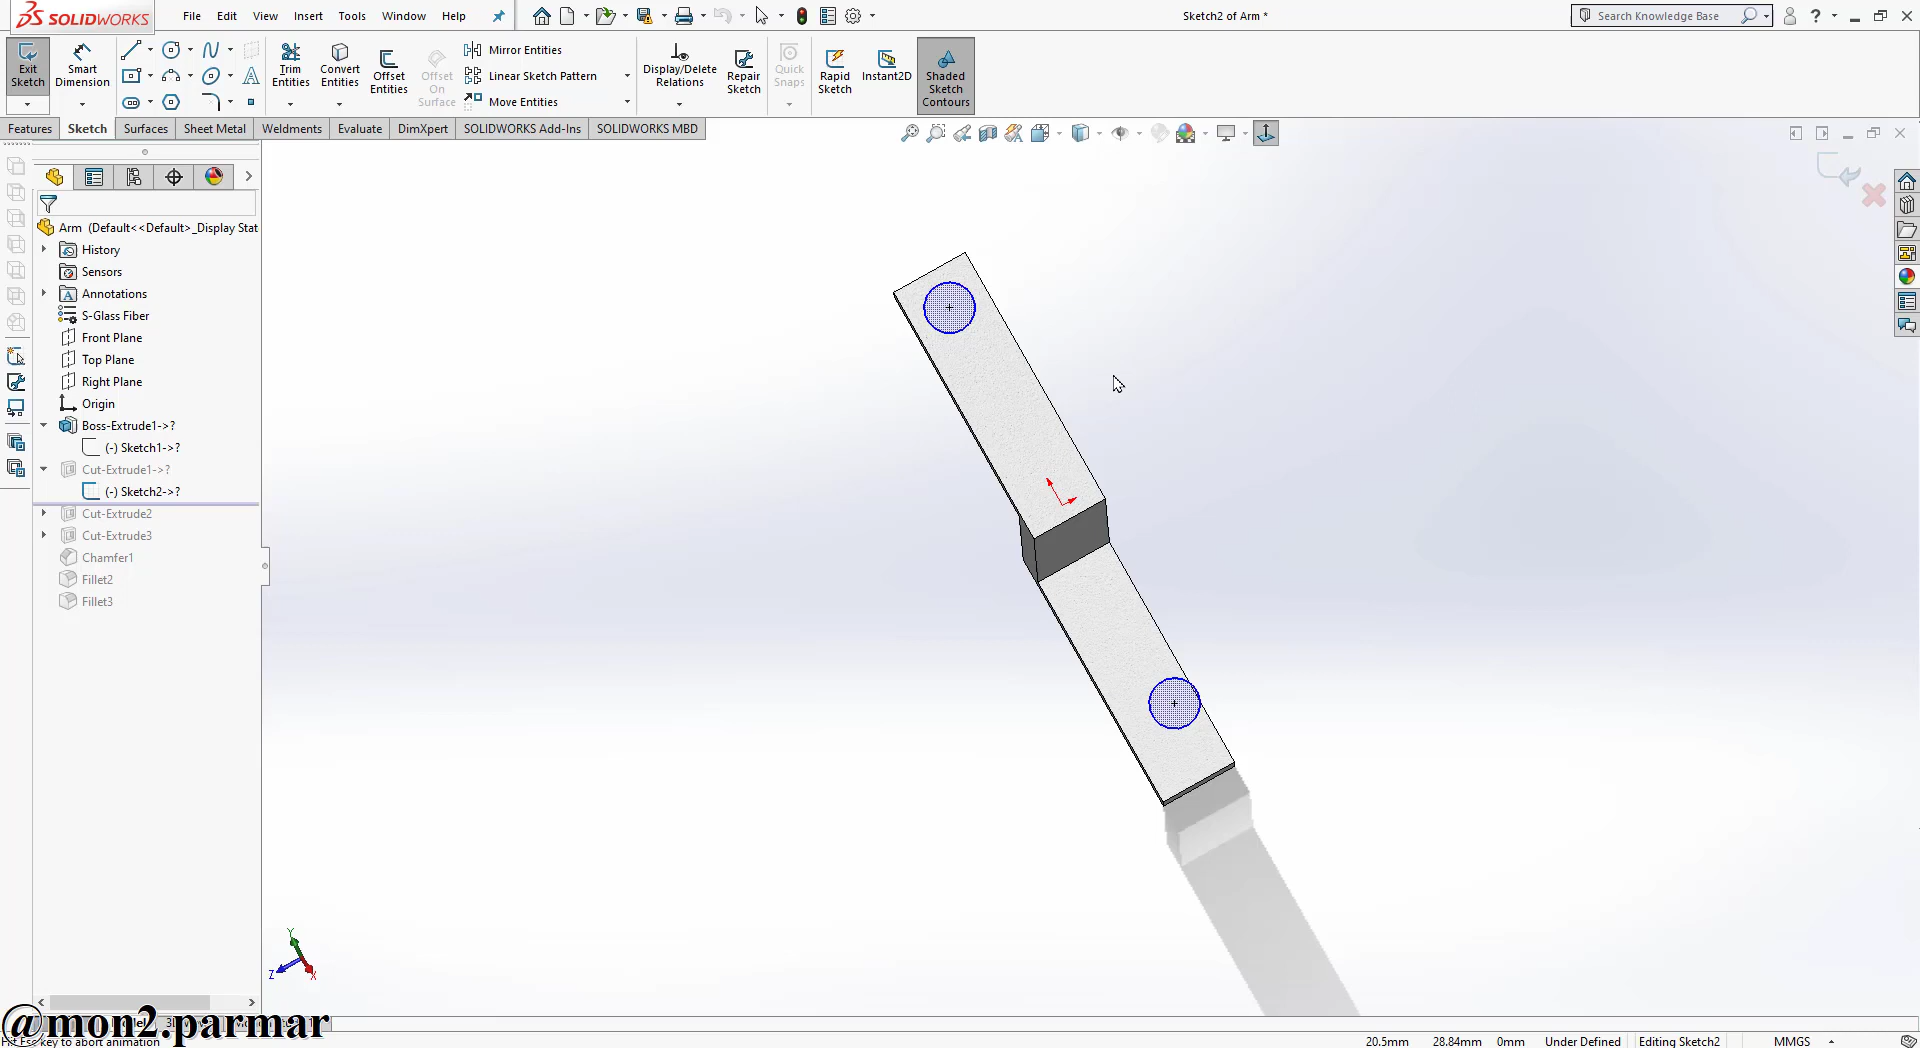 SOLIDWORKS
File Edit View Insert Tools Window Help
Sketch2 of Arm *
Search Knowledge Base
?
Exit Sketch
Smart Dimension
Trim Entities
Convert Entities
Offset Entities
Offset On Surface
Mirror Entities
Linear Sketch Pattern
Move Entities
Display/Delete Relations
Repair Sketch
Quick Snaps
Rapid Sketch
Instant2D
Shaded Sketch Contours
Features Sketch Surfaces Sheet Metal Weldments Evaluate DimXpert SOLIDWORKS Add-Ins SOLIDWORKS MBD
Arm (Default<<Default>_Display Stat
History
Sensors
Annotations
S-Glass Fiber
Front Plane
Top Plane
Right Plane
Origin
Boss-Extrude1->?
(-) Sketch1->?
Cut-Extrude1->?
(-) Sketch2->?
Cut-Extrude2
Cut-Extrude3
Chamfer1
Fillet2
Fillet3
Y
Z
X
@mon2.parmar
Hit Esc key to abort animation
20.5mm 28.84mm 0mm Under Defined Editing Sketch2 MMGS